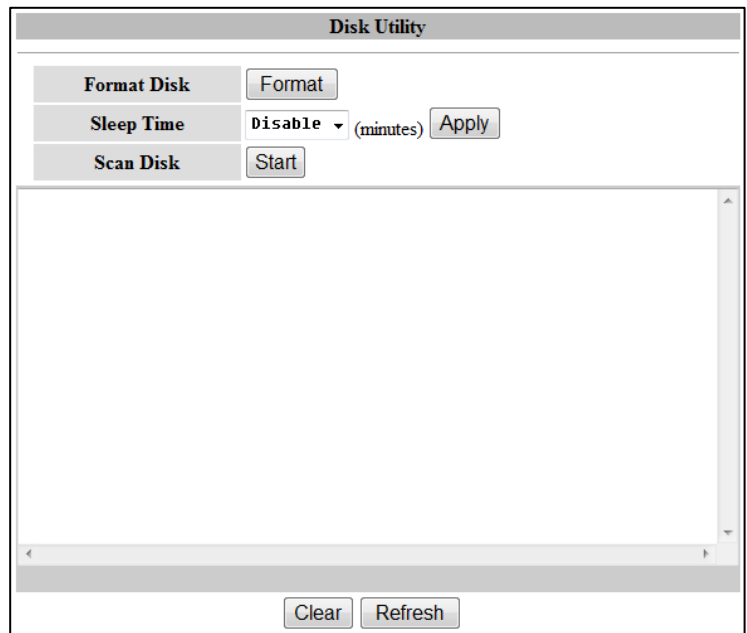 Disk Utility
Format Disk Format
Sleep Time Disable (minutes) Apply
Scan Disk Start
Clear Refresh